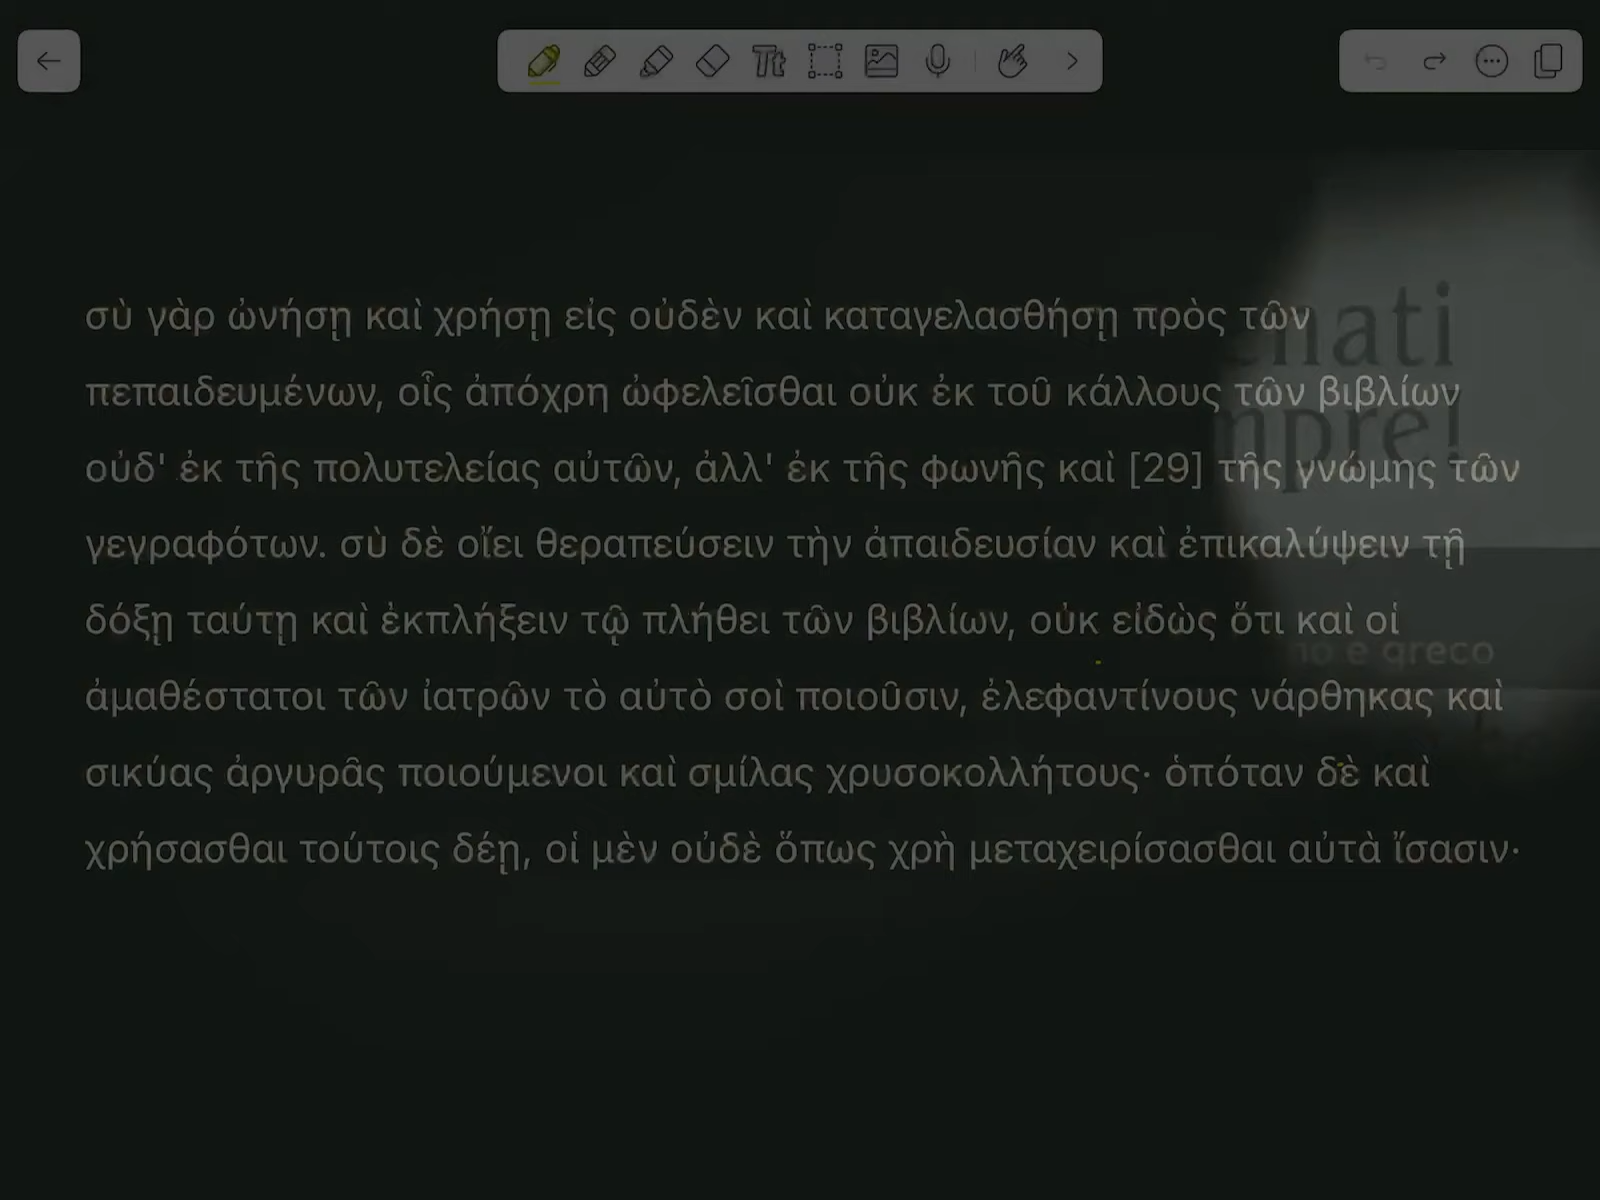 σὺ γὰρ ὠνήσῃ καὶ χρήσῃ εἰς οὐδὲν καὶ καταγελασθήσῃ πρὸς τῶν
πεπαιδευμένων, οἷς ἀπόχρη ὠφελεῖσθαι οὐκ ἐκ τοῦ κάλλους τῶν βιβλίων
οὐδ' ἐκ τῆς πολυτελείας αὐτῶν, ἀλλ' ἐκ τῆς φωνῆς καὶ [29] τῆς γνώμης τῶν
γεγραφότων. σὺ δὲ οἴει θεραπεύσειν τὴν ἀπαιδευσίαν καὶ ἐπικαλύψειν τῇ
δόξῃ ταύτῃ καὶ ἐκπλήξειν τῷ πλήθει τῶν βιβλίων, οὐκ εἰδὼς ὅτι καὶ οἱ
ἀμαθέστατοι τῶν ἰατρῶν τὸ αὐτὸ σοὶ ποιοῦσιν, ἐλεφαντίνους νάρθηκας καὶ
σικύας ἀργυρᾶς ποιούμενοι καὶ σμίλας χρυσοκολλήτους· ὁπόταν δὲ καὶ
χρήσασθαι τούτοις δέῃ, οἱ μὲν οὐδὲ ὅπως χρὴ μεταχειρίσασθαι αὐτὰ ἴσασιν·
e greco